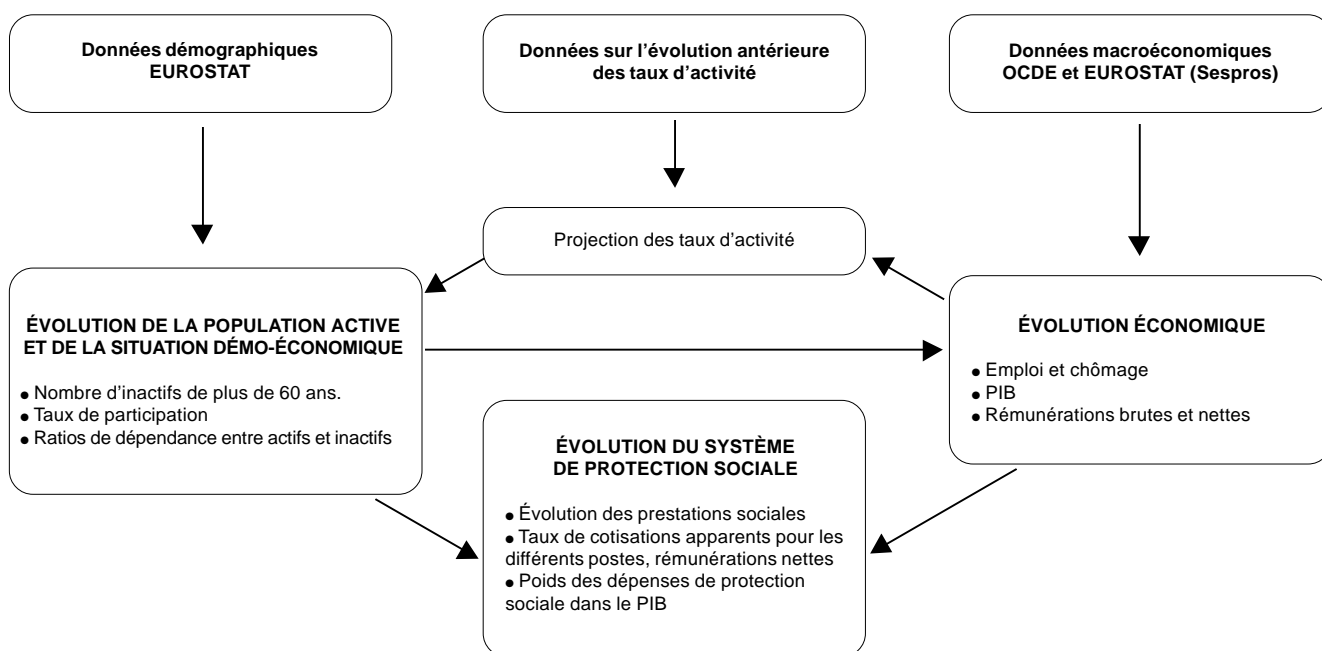 Données démographiques
EUROSTAT
Données sur l’évolution antérieure
des taux d’activité
Données macroéconomiques
OCDE et EUROSTAT (Sespros)
Projection des taux d’activité
ÉVOLUTION DE LA POPULATION ACTIVE
ET DE LA SITUATION DÉMO-ÉCONOMIQUE
● Nombre d’inactifs de plus de 60 ans.
● Taux de participation
● Ratios de dépendance entre actifs et inactifs
ÉVOLUTION ÉCONOMIQUE
● Emploi et chômage
● PIB
● Rémunérations brutes et nettes
ÉVOLUTION DU SYSTÈME
DE PROTECTION SOCIALE
● Évolution des prestations sociales
● Taux de cotisations apparents pour les
différents postes, rémunérations nettes
● Poids des dépenses de protection
sociale dans le PIB